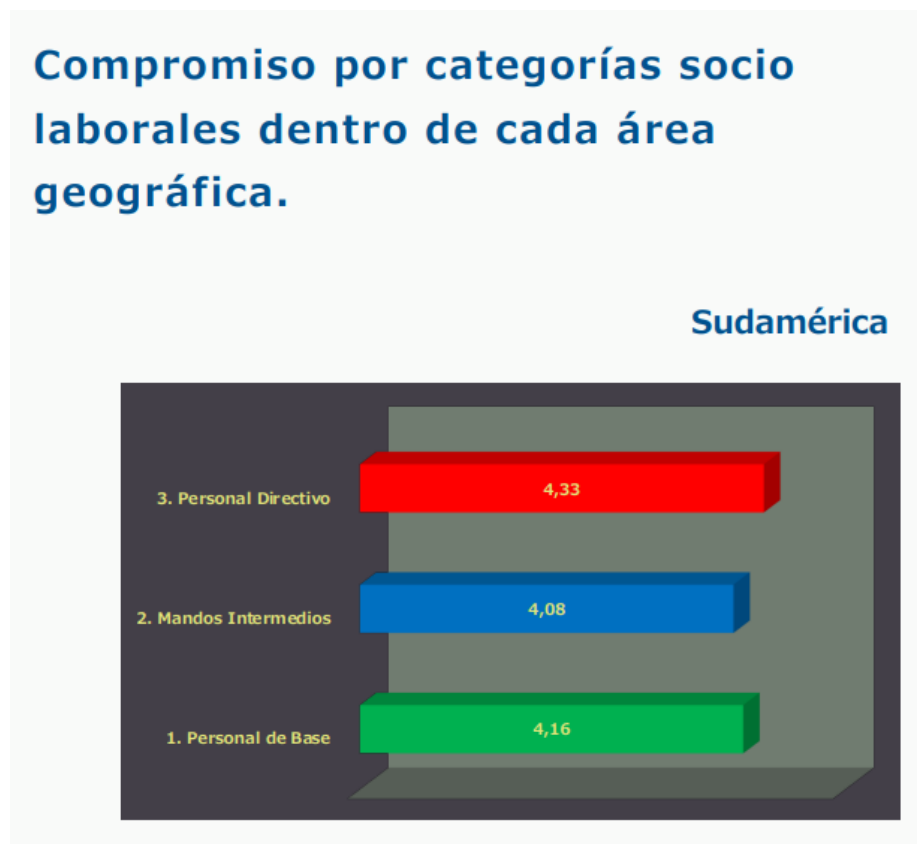 Compromiso por categorías socio
laborales dentro de cada área
geográfica.
Sudamérica
3. Personal Directivo
4,33
2. Mandos Intermedios
4,08
1. Personal de Base
4,16